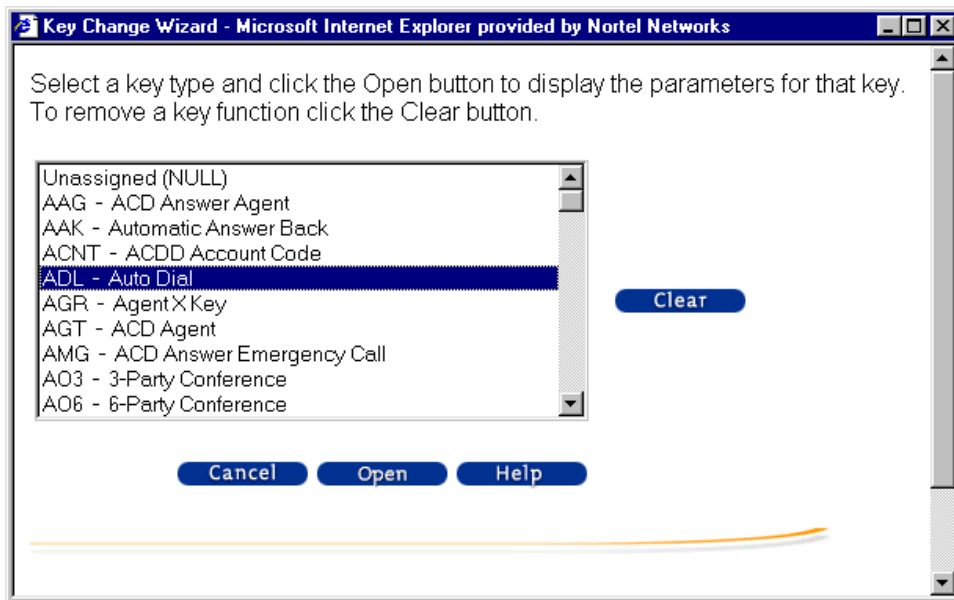 Key Change Wizard - Microsoft Internet Explorer provided by Nortel Networks
Select a key type and click the Open button to display the parameters for that key.
To remove a key function click the Clear button.
Unassigned (NULL)
AAG - ACD Answer Agent
AAK - Automatic Answer Back
ACNT - ACDD Account Code
ADL - Auto Dial
AGR - Agent X Key
AGT - ACD Agent
AMG - ACD Answer Emergency Call
AO3 - 3-Party Conference
AO6 - 6-Party Conference
Clear
Cancel Open Help